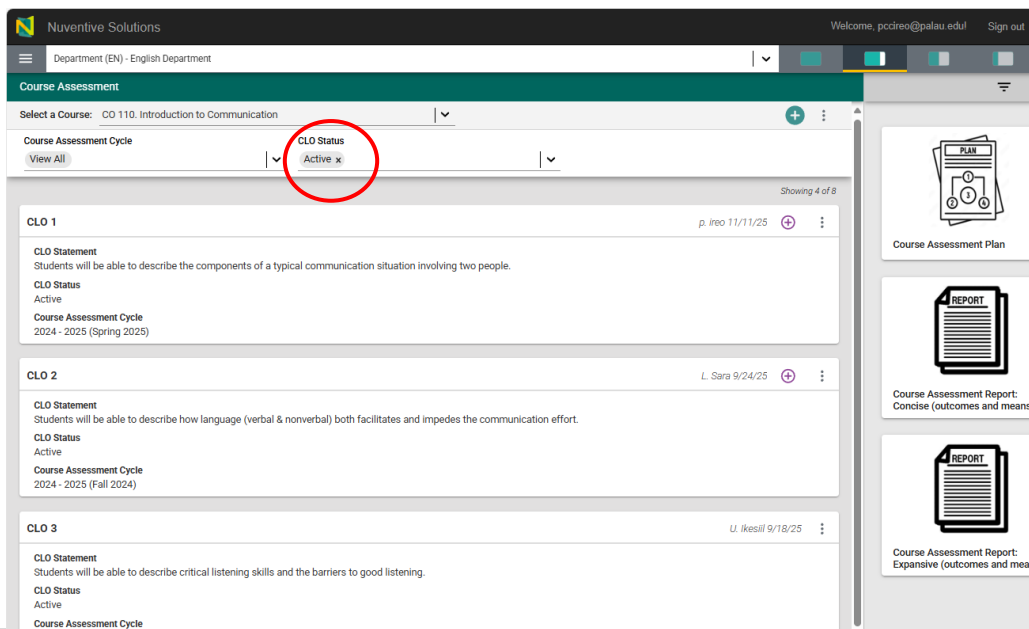 Nuventive Solutions
Welcome, pccireo@palau.edu!
Sign out
Department (EN) - English Department
Course Assessment
Select a Course: CO 110. Introduction to Communication
Course Assessment Cycle
View All
CLO Status
Active x
Showing 4 of 8
CLO 1
p. ireo 11/11/25
CLO Statement
Students will be able to describe the components of a typical communication situation involving two people.
CLO Status
Active
Course Assessment Cycle
2024 - 2025 (Spring 2025)
CLO 2
L. Sara 9/24/25
CLO Statement
Students will be able to describe how language (verbal & nonverbal) both facilitates and impedes the communication effort.
CLO Status
Active
Course Assessment Cycle
2024 - 2025 (Fall 2024)
CLO 3
U. Ikesiil 9/18/25
CLO Statement
Students will be able to describe critical listening skills and the barriers to good listening.
CLO Status
Active
Course Assessment Cycle
PLAN
1
2 3 4
Course Assessment Plan
REPORT
Course Assessment Report:
Concise (outcomes and means
REPORT
Course Assessment Report:
Expansive (outcomes and mea